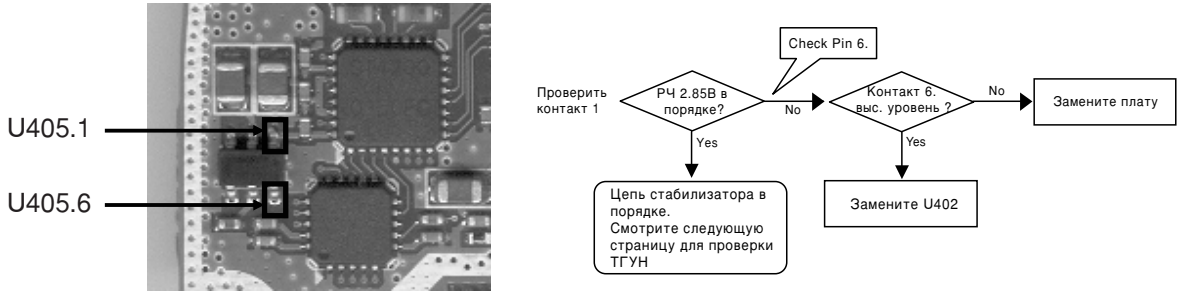 U405.1
U405.6
Check Pin 6.
Проверить
контакт 1
РЧ 2.85В в
порядке?
No
Контакт 6.
выс. уровень ?
No
Замените плату
Yes
Yes
Цепь стабилизатора в
порядке.
Смотрите следующую
страницу для проверки
ТГУН
Замените U402